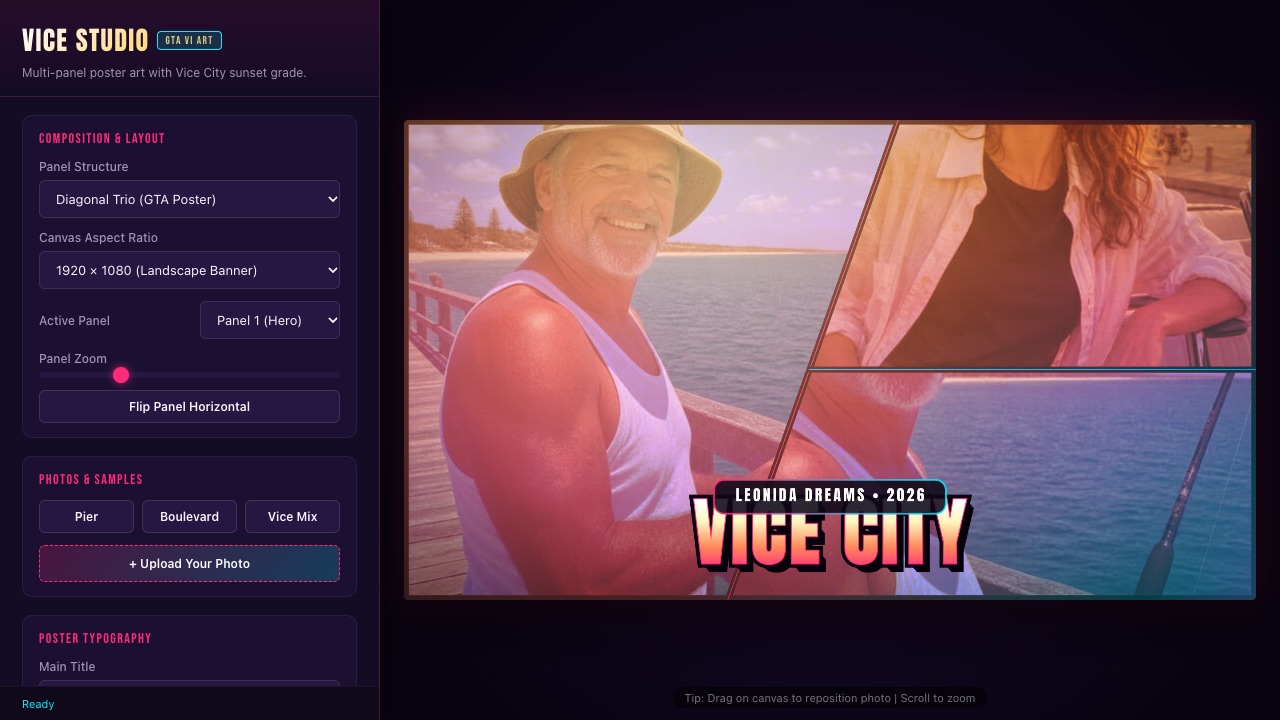 VICE STUDIO GTA VI ART
Multi-panel poster art with Vice City sunset grade.
COMPOSITION & LAYOUT
Panel Structure
Diagonal Trio (GTA Poster)
Canvas Aspect Ratio
1920 × 1080 (Landscape Banner)
Active Panel Panel 1 (Hero)
Panel Zoom
Flip Panel Horizontal
PHOTOS & SAMPLES
Pier Boulevard Vice Mix
+ Upload Your Photo
POSTER TYPOGRAPHY
Main Title
Ready
LEONIDA DREAMS • 2026
VICE CITY
Tip: Drag on canvas to reposition photo | Scroll to zoom